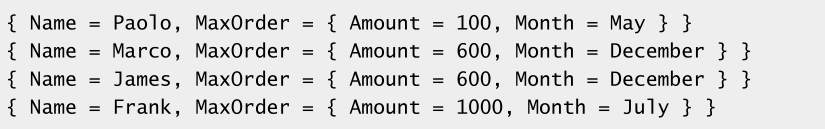 { Name = Paolo, MaxOrder = { Amount = 100, Month = May } }
{ Name = Marco, MaxOrder = { Amount = 600, Month = December } }
{ Name = James, MaxOrder = { Amount = 600, Month = December } }
{ Name = Frank, MaxOrder = { Amount = 1000, Month = July } }